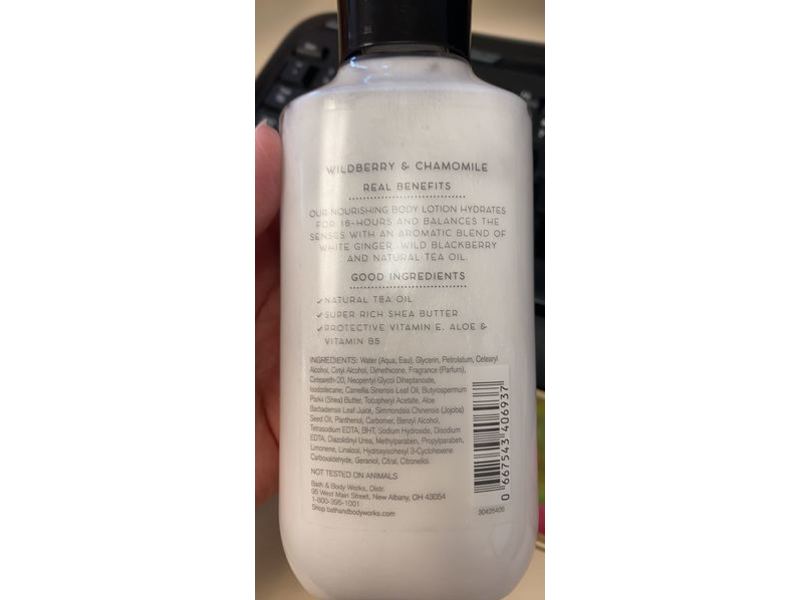 WILDBERRY & CHAMOMILE
REAL BENEFITS
OUR NOURISHING BODY LOTION HYDRATES
FOR 16-HOURS AND BALANCES THE
SENSES WITH AN AROMATIC BLEND OF
WHITE GINGER, WILD BLACKBERRY
AND NATURAL TEA OIL.
GOOD INGREDIENTS
✓NATURAL TEA OIL
✓SUPER RICH SHEA BUTTER
✓PROTECTIVE VITAMIN E, ALOE &
VITAMIN B5
INGREDIENTS: Water (Aqua, Eau), Glycerin, Petrolatum, Cetearyl
Alcohol, Cetyl Alcohol, Dimethicone, Fragrance (Parfum),
Ceteareth-20, Neopentyl Glycol Diheptanoate,
Isododecane, Camellia Sinensis Leaf Oil, Butyrospermum
Parkii (Shea) Butter, Tocopheryl Acetate, Aloe
Barbadensis Leaf Juice, Simmondsia Chinensis (Jojoba)
Seed Oil, Panthenol, Carbomer, Benzyl Alcohol,
Tetrasodium EDTA, BHT, Sodium Hydroxide, Disodium
EDTA, Diazolidinyl Urea, Methylparaben, Propylparaben,
Limonene, Linalool, Hydroxyisohexyl 3-Cyclohexene
Carboxaldehyde, Geraniol, Citral, Citronellol.
NOT TESTED ON ANIMALS
Bath & Body Works, Distr.
95 West Main Street, New Albany, OH 43054
1-800-395-1001
Shop bathandbodyworks.com
0 667543 406937